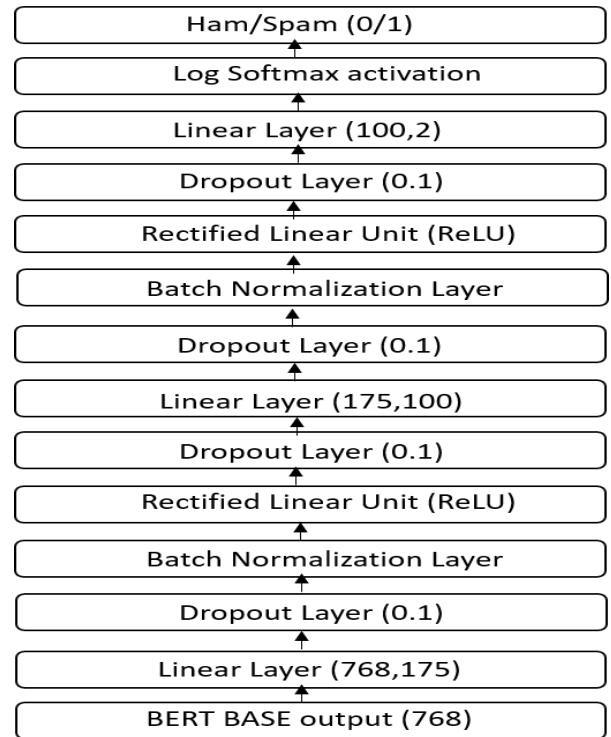 Ham/Spam (0/1)
Log Softmax activation
Linear Layer (100,2)
Dropout Layer (0.1)
Rectified Linear Unit (ReLU)
Batch Normalization Layer
Dropout Layer (0.1)
Linear Layer (175,100)
Dropout Layer (0.1)
Rectified Linear Unit (ReLU)
Batch Normalization Layer
Dropout Layer (0.1)
Linear Layer (768,175)
BERT BASE output (768)